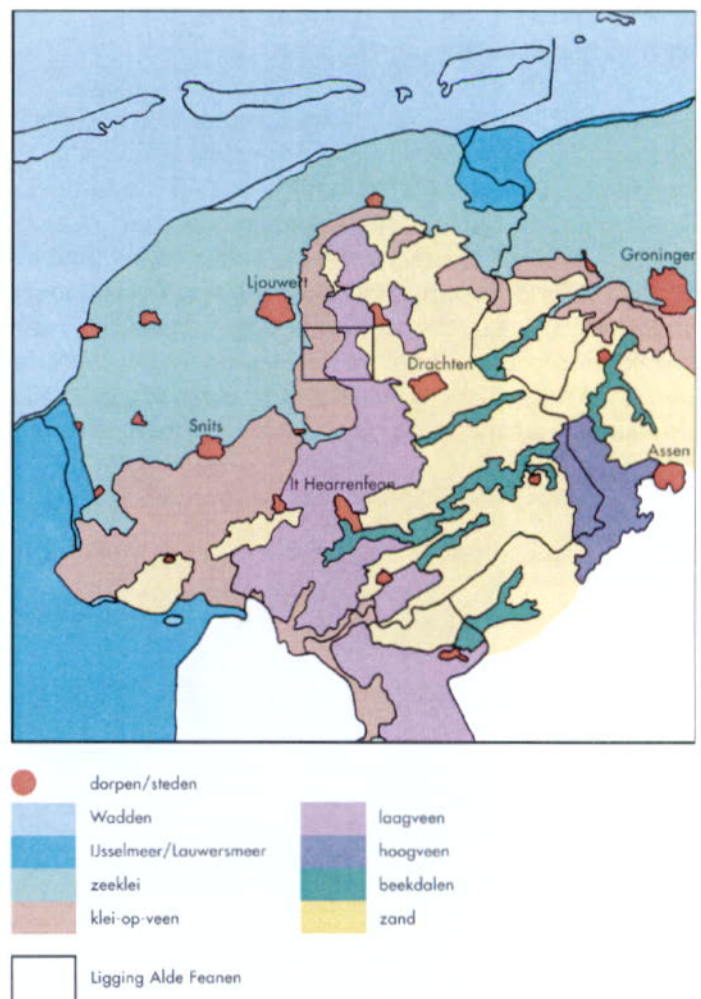 Groningen
Ljouwert
Drachten
Snits
Assen
It Hearrenfean
dorpen/steden
Wadden
IJsselmeer/Lauwersmeer
zeeklei
klei-op-veen
laagveen
hoogveen
beekdalen
zand
Ligging Alde Feanen